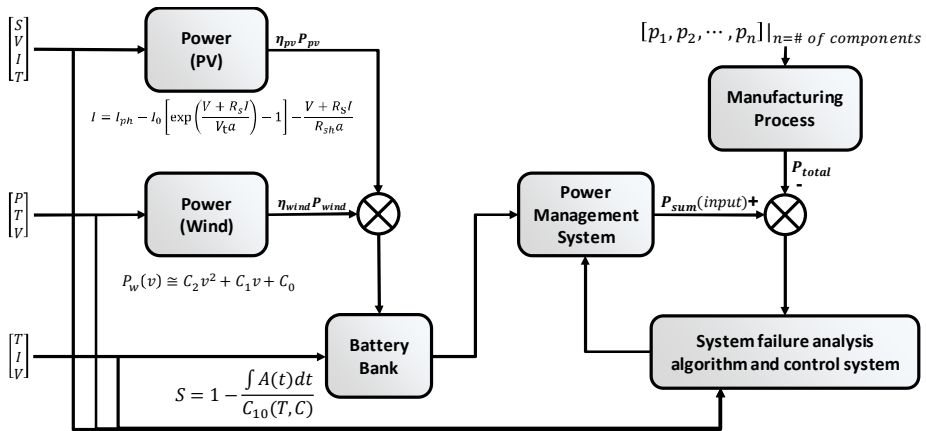 [S V I T]
Power
(PV)
η_pv P_pv
I = I_ph − I_0 [exp((V + R_s I)/(V_t a)) − 1] − (V + R_S I)/(R_sh a)
[p_1, p_2, ⋯ , p_n]|_n=# of components
Manufacturing
Process
P_total
-
[P T V]
Power
(Wind)
η_wind P_wind
P_w(v) ≅ C_2 v^2 + C_1 v + C_0
Power
Management
System
P_sum(input)+
[T I V]
Battery
Bank
S = 1 − ∫ A(t)dt / C_10(T, C)
System failure analysis
algorithm and control system